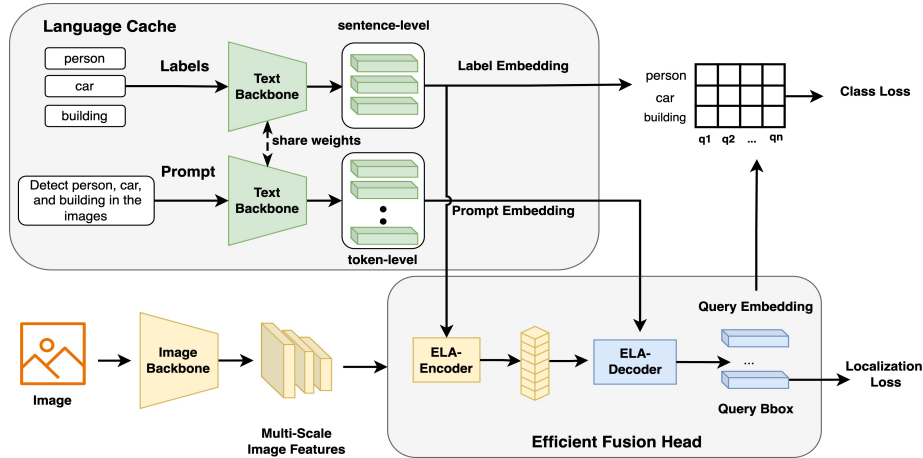 Language Cache
sentence-level
person
Labels
Text
Backbone
Label Embedding
car
building
share weights
Prompt
Detect person, car,
and building in the
images
Text
Backbone
Prompt Embedding
token-level
person
car
building
q1 q2 ... qn
Class Loss
Image
Image
Backbone
Multi-Scale
Image Features
ELA-
Encoder
ELA-
Decoder
Query Embedding
...
Query Bbox
Localization
Loss
Efficient Fusion Head